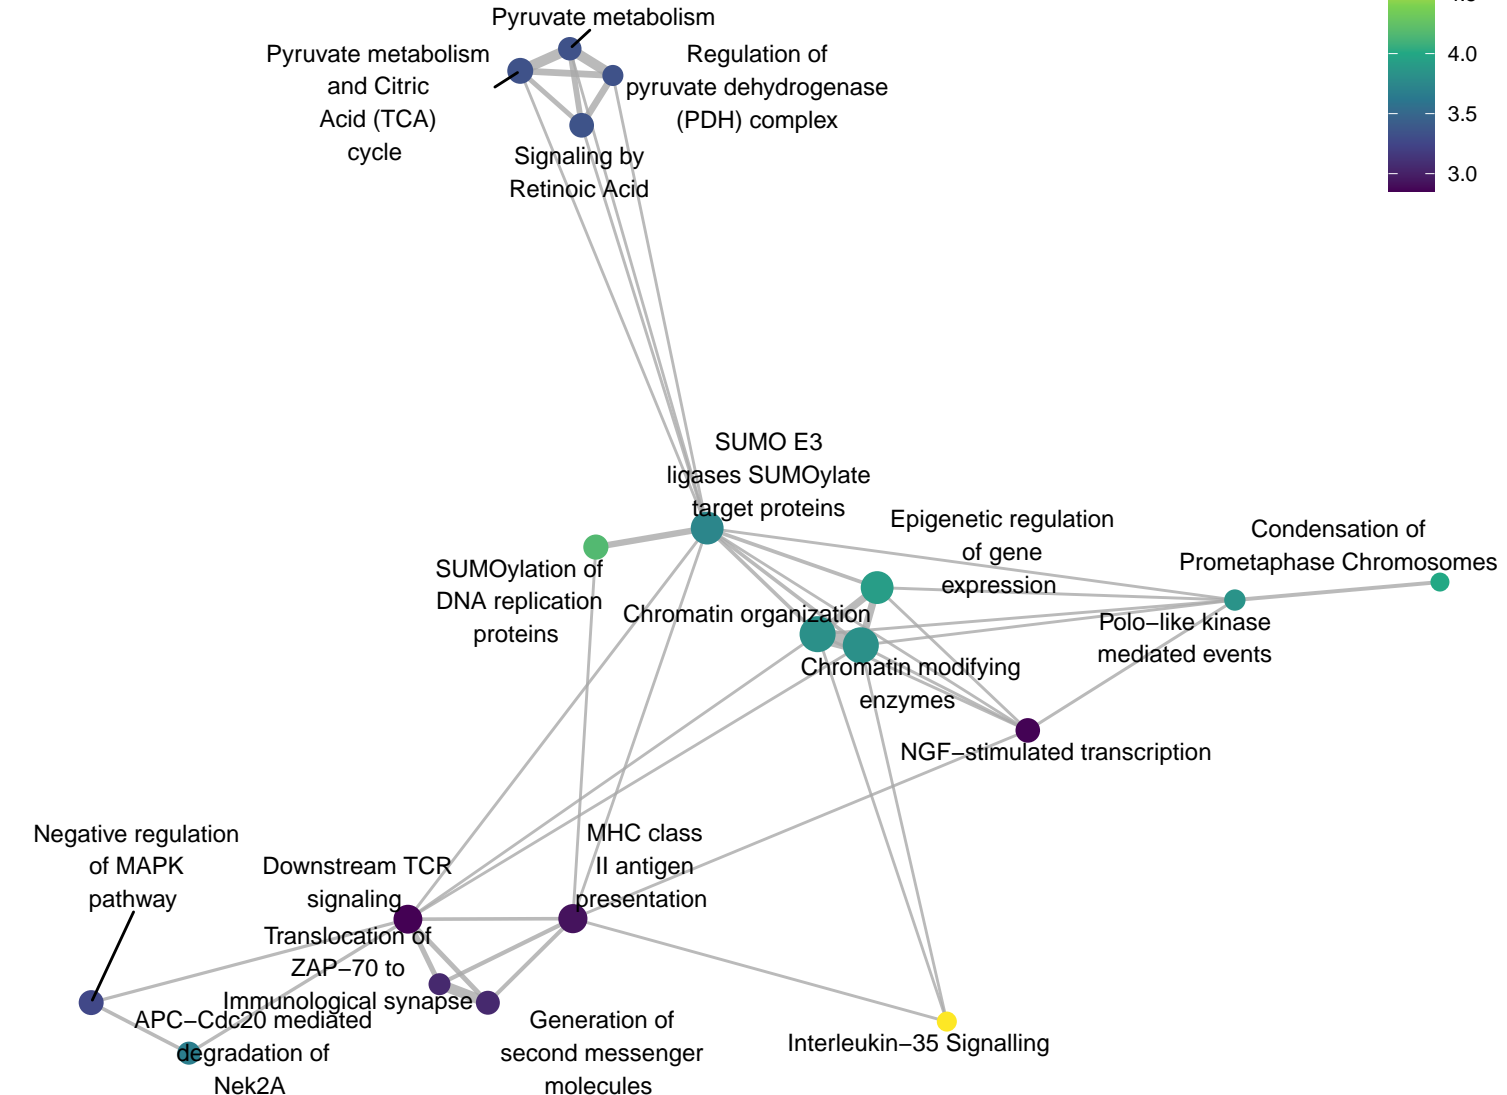 Pyruvate metabolism
Pyruvate metabolism
and Citric
Acid (TCA)
cycle
Regulation of
pyruvate dehydrogenase
(PDH) complex
Signaling by
Retinoic Acid
4.0
3.5
3.0
SUMO E3
ligases SUMOylate
target proteins
SUMOylation of
DNA replication
proteins
Epigenetic regulation
of gene
expression
Condensation of
Prometaphase Chromosomes
Chromatin organization
Polo−like kinase
mediated events
Chromatin modifying
enzymes
NGF−stimulated transcription
Negative regulation
of MAPK
pathway
Downstream TCR
signaling
MHC class
II antigen
presentation
Translocation of
ZAP−70 to
Immunological synapse
APC−Cdc20 mediated
degradation of
Nek2A
Generation of
second messenger
molecules
Interleukin−35 Signalling